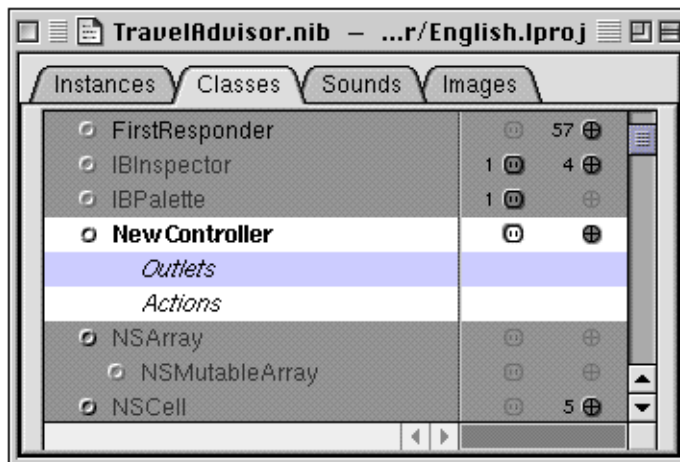 TravelAdvisor.nib – ...r/English.lproj
Instances Classes Sounds Images
FirstResponder 57
IBInspector 1 4
IBPalette 1
NewController
Outlets
Actions
NSArray
NSMutableArray
NSCell 5